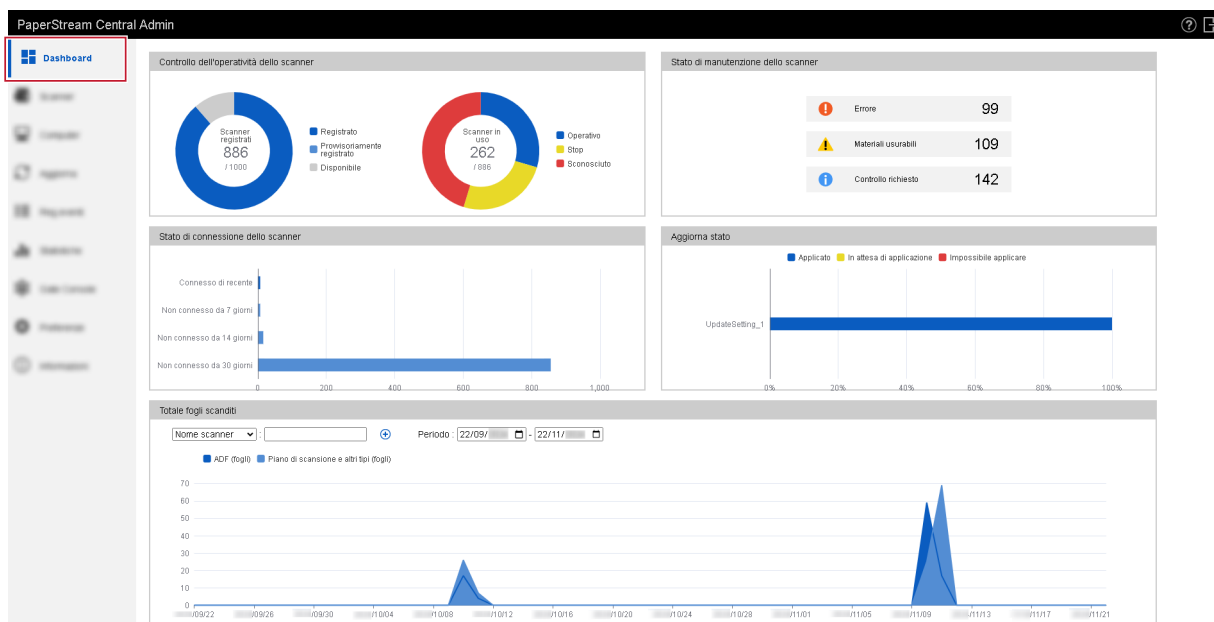 PaperStream Central Admin
Dashboard
Controllo dell'operatività dello scanner
Scanner
registrati
886
/ 1000
Registrato
Provvisoriamente
registrato
Disponibile
Scanner in
uso
262
/ 886
Operativo
Stop
Sconosciuto
Stato di manutenzione dello scanner
Errore 99
Materiali usurabili 109
Controllo richiesto 142
Stato di connessione dello scanner
Connesso di recente
Non connesso da 7 giorni
Non connesso da 14 giorni
Non connesso da 30 giorni
0 200 400 600 800 1,000
Aggiorna stato
Applicato In attesa di applicazione Impossibile applicare
UpdateSetting_1
0% 20% 40% 60% 80% 100%
Totale fogli scanditi
Nome scanner : Periodo : 22/09/ - 22/11/
ADF (fogli) Piano di scansione e altri tipi (fogli)
70
60
50
40
30
20
10
0
/09/22 /09/26 /09/30 /10/04 /10/08 /10/12 /10/16 /10/20 /10/24 /10/28 /11/01 /11/05 /11/09 /11/13 /11/17 /11/21